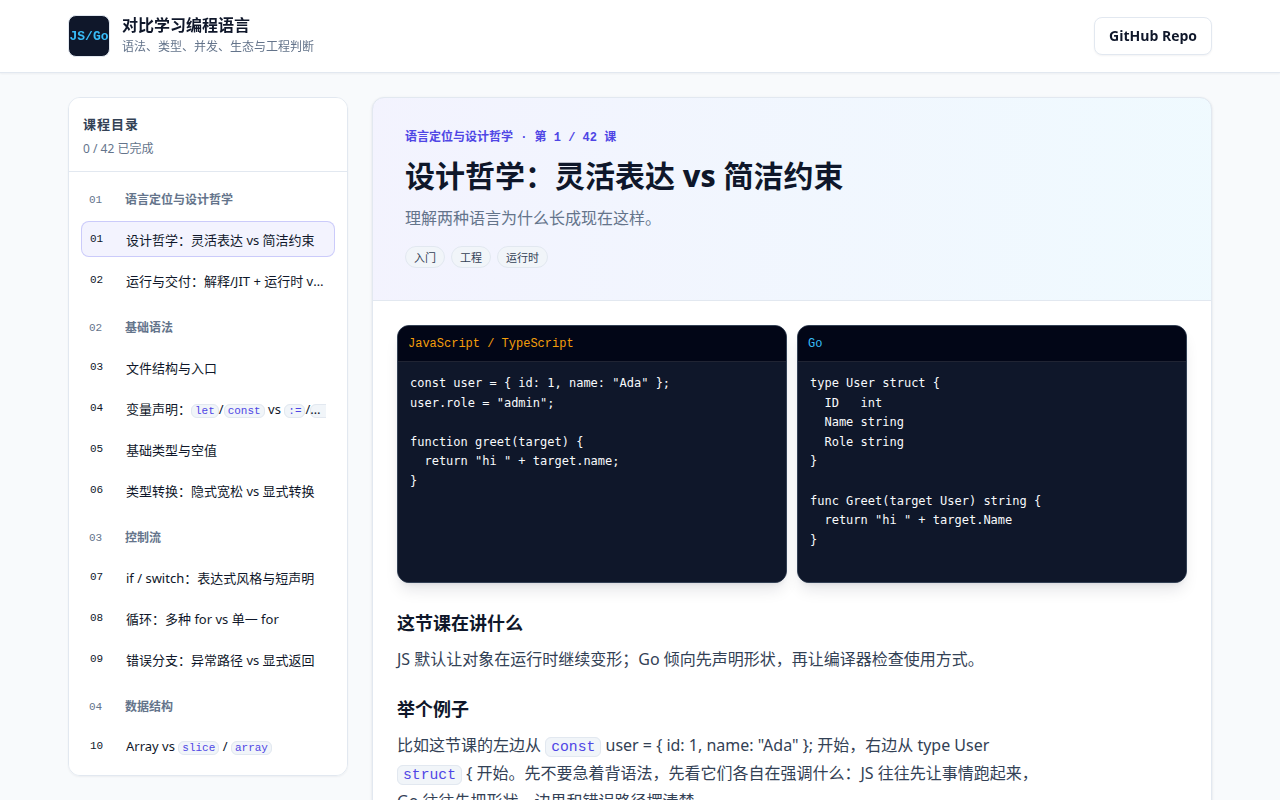 JS/Go
对比学习编程语言
语法、类型、并发、生态与工程判断
GitHub Repo
课程目录
0 / 42 已完成
01 语言定位与设计哲学
01 设计哲学：灵活表达 vs 简洁约束
02 运行与交付：解释/JIT + 运行时 v...
02 基础语法
03 文件结构与入口
04 变量声明：let / const vs := /...
05 基础类型与空值
06 类型转换：隐式宽松 vs 显式转换
03 控制流
07 if / switch：表达式风格与短声明
08 循环：多种 for vs 单一 for
09 错误分支：异常路径 vs 显式返回
04 数据结构
10 Array vs slice / array
语言定位与设计哲学 · 第 1 / 42 课
设计哲学：灵活表达 vs 简洁约束
理解两种语言为什么长成现在这样。
入门 工程 运行时
JavaScript / TypeScript
const user = { id: 1, name: "Ada" };
user.role = "admin";
function greet(target) {
return "hi " + target.name;
}
Go
type User struct {
ID   int
Name string
Role string
}
func Greet(target User) string {
return "hi " + target.Name
}
这节课在讲什么
JS 默认让对象在运行时继续变形；Go 倾向先声明形状，再让编译器检查使用方式。
举个例子
比如这节课的左边从 const user = { id: 1, name: "Ada" }; 开始，右边从 type User
struct { 开始。先不要急着背语法，先看它们各自在强调什么：JS 往往先让事情跑起来，
Go 往往先把形状、边界和错误路径摆清楚。